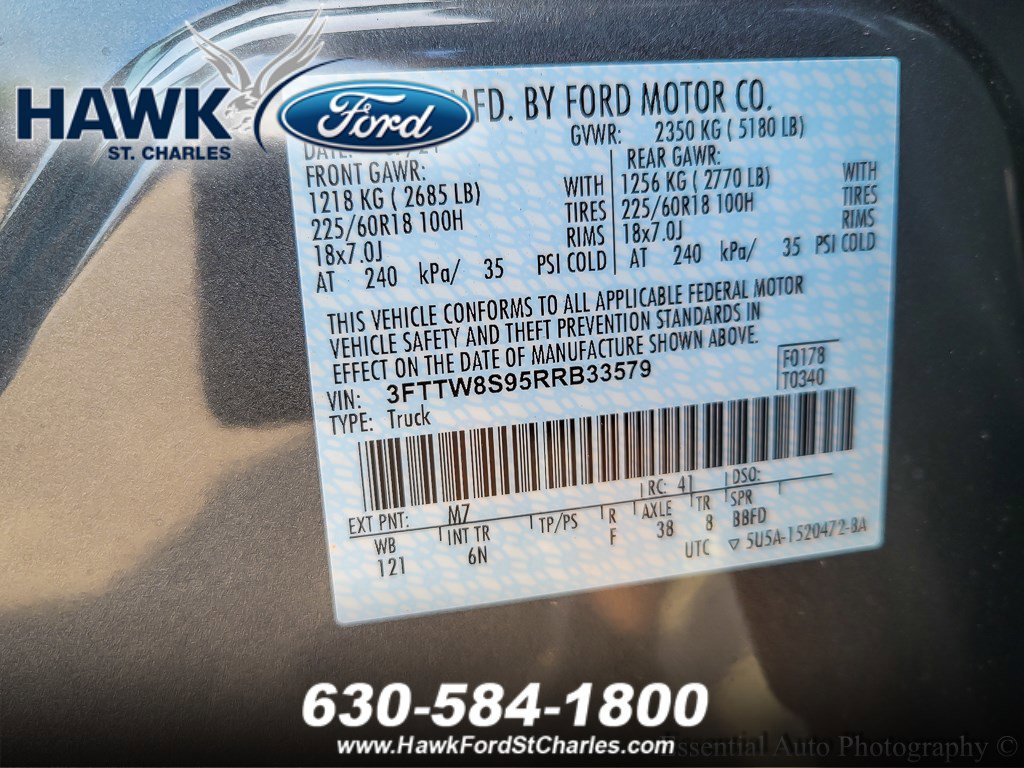 HAWK
ST. CHARLES
Ford
MFD. BY FORD MOTOR CO.
GVWR: 2350 KG ( 5180 LB)
FRONT GAWR:
1218 KG ( 2685 LB) WITH
225/60R18 100H TIRES
18x7.0J RIMS
AT 240 kPa/ 35 PSI COLD
REAR GAWR:
1256 KG ( 2770 LB) WITH
225/60R18 100H TIRES
18x7.0J RIMS
AT 240 kPa/ 35 PSI COLD
THIS VEHICLE CONFORMS TO ALL APPLICABLE FEDERAL MOTOR
VEHICLE SAFETY AND THEFT PREVENTION STANDARDS IN
EFFECT ON THE DATE OF MANUFACTURE SHOWN ABOVE.
VIN: 3FTTW8S95RRB33579
TYPE: Truck
F0178
T0340
EXT PNT: M7 RC: 41 DSO:
WB INT TR TP/PS R AXLE TR SPR
121 6N F 38 8 BBFD
UTC ▽ 5U5A-1520472-BA
630-584-1800
www.HawkFordStCharles.com
Essential Auto Photography ©